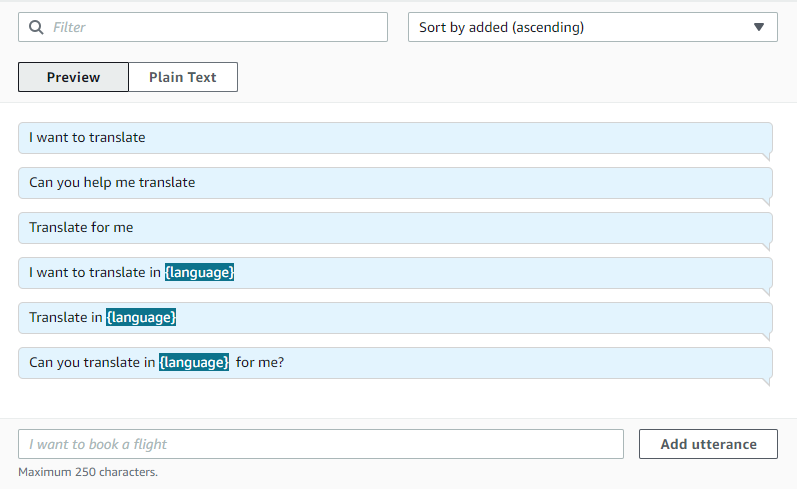 Filter
Sort by added (ascending)
Preview
Plain Text
I want to translate
Can you help me translate
Translate for me
I want to translate in {language}
Translate in {language}
Can you translate in {language} for me?
I want to book a flight
Add utterance
Maximum 250 characters.